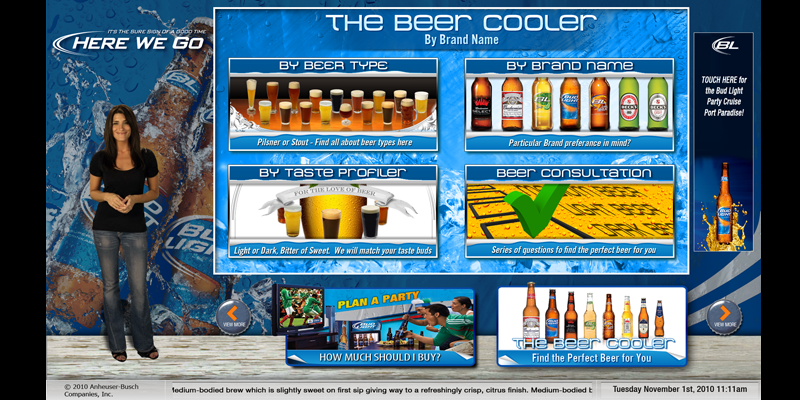 IT'S THE SURE SIGN OF A GOOD TIME
HERE WE GO
THE BEER COOLER
By Brand Name
BY BEER TYPE
Pilsner or Stout - Find all about beer types here
BY BRAND NAME
Particular Brand preferance in mind?
BY TASTE PROFILER
FOR THE LOVE OF BEER
Light or Dark, Bitter of Sweet. We will match your taste buds
BEER CONSULTATION
Series of questions to find the perfect beer for you
BL
TOUCH HERE for
the Bud Light
Party Cruise
Port Paradise!
BUD
LIGHT
VIEW MORE
PLAN A PARTY
HOW MUCH SHOULD I BUY?
THE BEER COOLER
Find the Perfect Beer for You
VIEW MORE
© 2010 Anheuser-Busch
Companies, Inc.
Medium-bodied brew which is slightly sweet on first sip giving way to a refreshingly crisp, citrus finish. Medium-bodied
Tuesday November 1st, 2010 11:11am